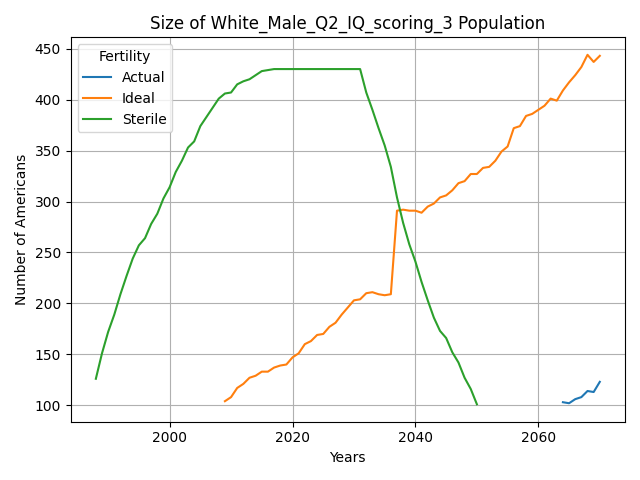 Size of White_Male_Q2_IQ_scoring_3 Population
Fertility
Actual
Ideal
Sterile
Number of Americans
450
400
350
300
250
200
150
100
2000
2020
2040
2060
Years